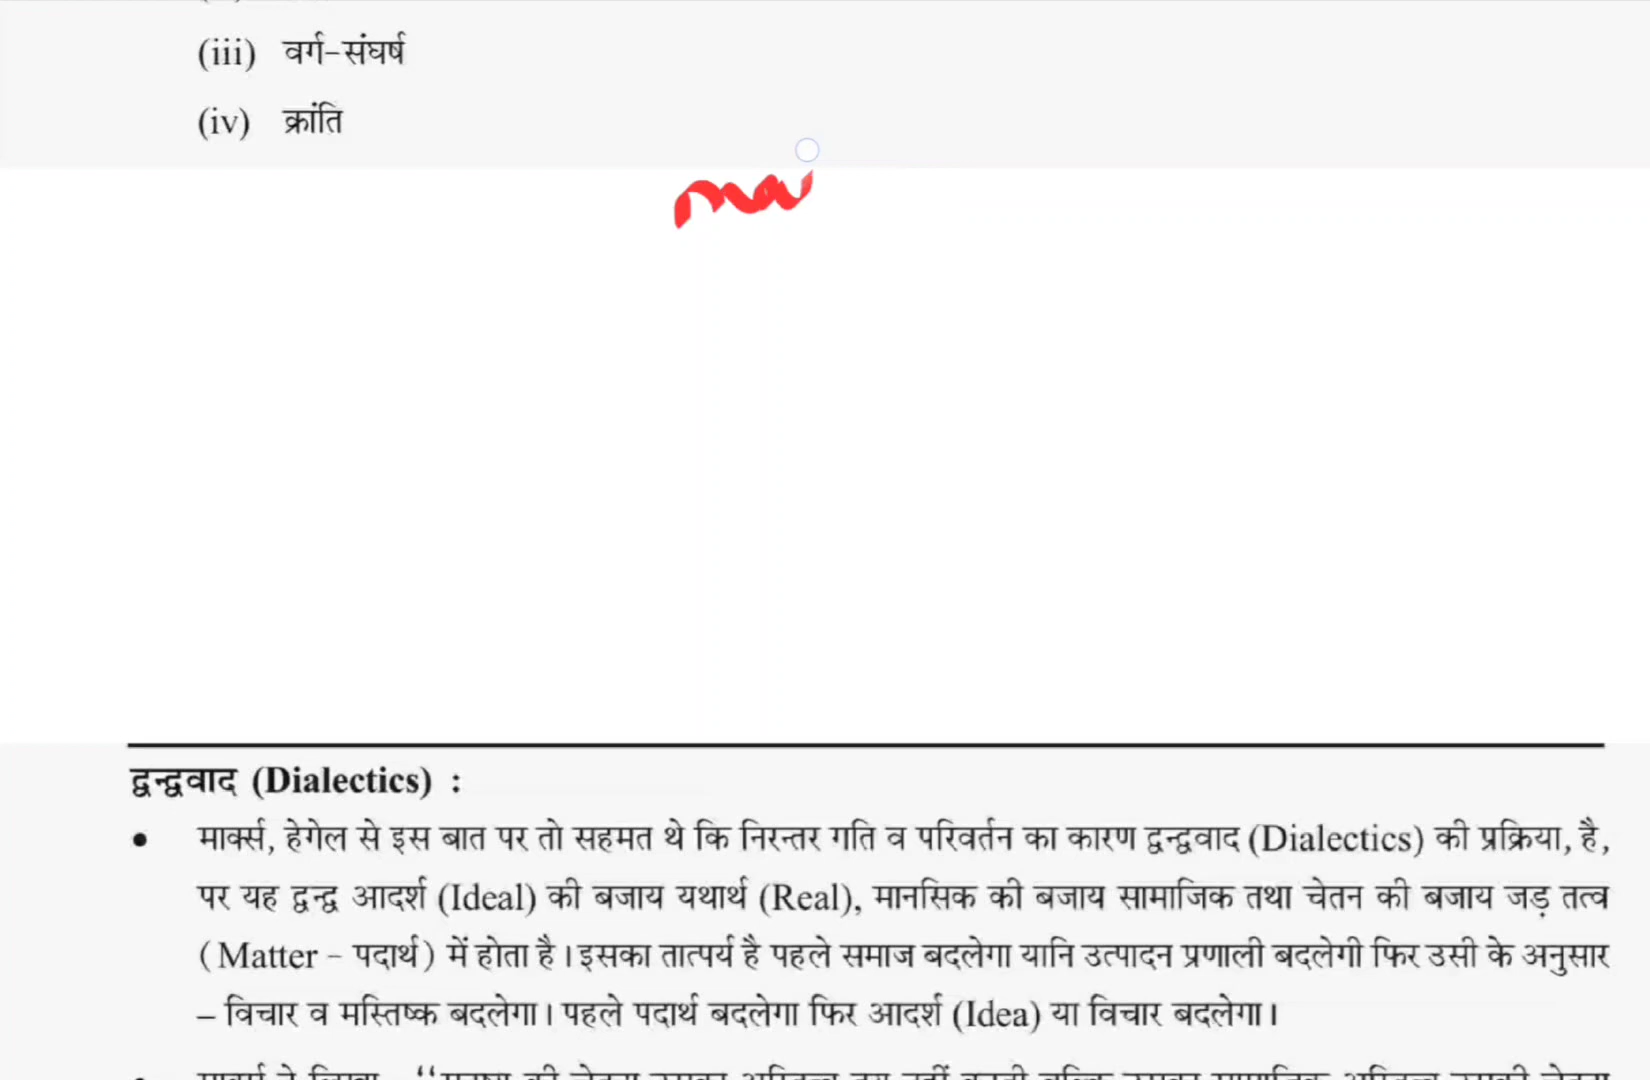 (iii) वर्ग-संघर्ष
(iv) क्रांति
द्वन्द्ववाद (Dialectics) :
• मार्क्स, हेगेल से इस बात पर तो सहमत थे कि निरन्तर गति व परिवर्तन का कारण द्वन्द्ववाद (Dialectics) की प्रक्रिया, है,
पर यह द्वन्द्व आदर्श (Ideal) की बजाय यथार्थ (Real), मानसिक की बजाय सामाजिक तथा चेतन की बजाय जड़ तत्व
(Matter - पदार्थ) में होता है। इसका तात्पर्य है पहले समाज बदलेगा यानि उत्पादन प्रणाली बदलेगी फिर उसी के अनुसार
– विचार व मस्तिष्क बदलेगा। पहले पदार्थ बदलेगा फिर आदर्श (Idea) या विचार बदलेगा।